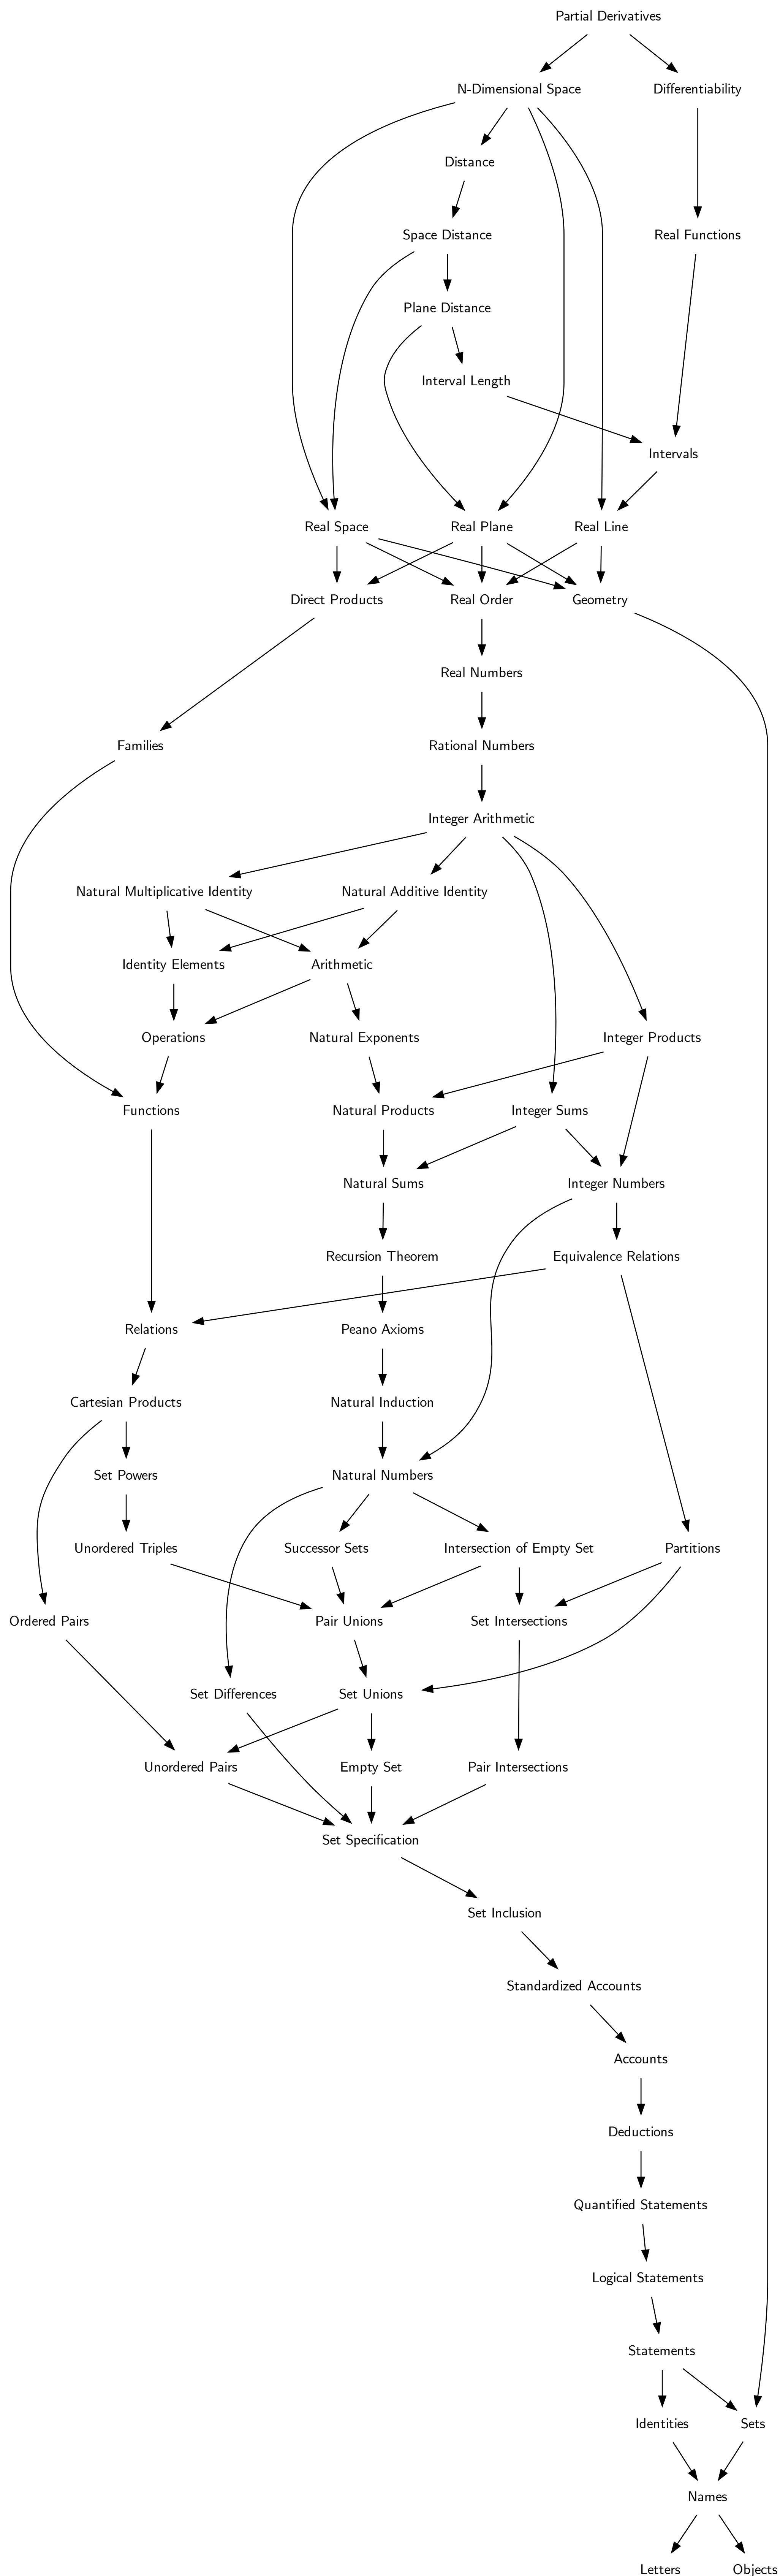 Partial Derivatives
N-Dimensional Space
Differentiability
Distance
Space Distance
Real Functions
Plane Distance
Interval Length
Intervals
Real Space
Real Plane
Real Line
Direct Products
Real Order
Geometry
Real Numbers
Families
Rational Numbers
Integer Arithmetic
Natural Multiplicative Identity
Natural Additive Identity
Identity Elements
Arithmetic
Operations
Natural Exponents
Integer Products
Functions
Natural Products
Integer Sums
Natural Sums
Integer Numbers
Recursion Theorem
Equivalence Relations
Relations
Peano Axioms
Cartesian Products
Natural Induction
Set Powers
Natural Numbers
Unordered Triples
Successor Sets
Intersection of Empty Set
Partitions
Ordered Pairs
Pair Unions
Set Intersections
Set Differences
Set Unions
Unordered Pairs
Empty Set
Pair Intersections
Set Specification
Set Inclusion
Standardized Accounts
Accounts
Deductions
Quantified Statements
Logical Statements
Statements
Identities
Sets
Names
Letters
Objects